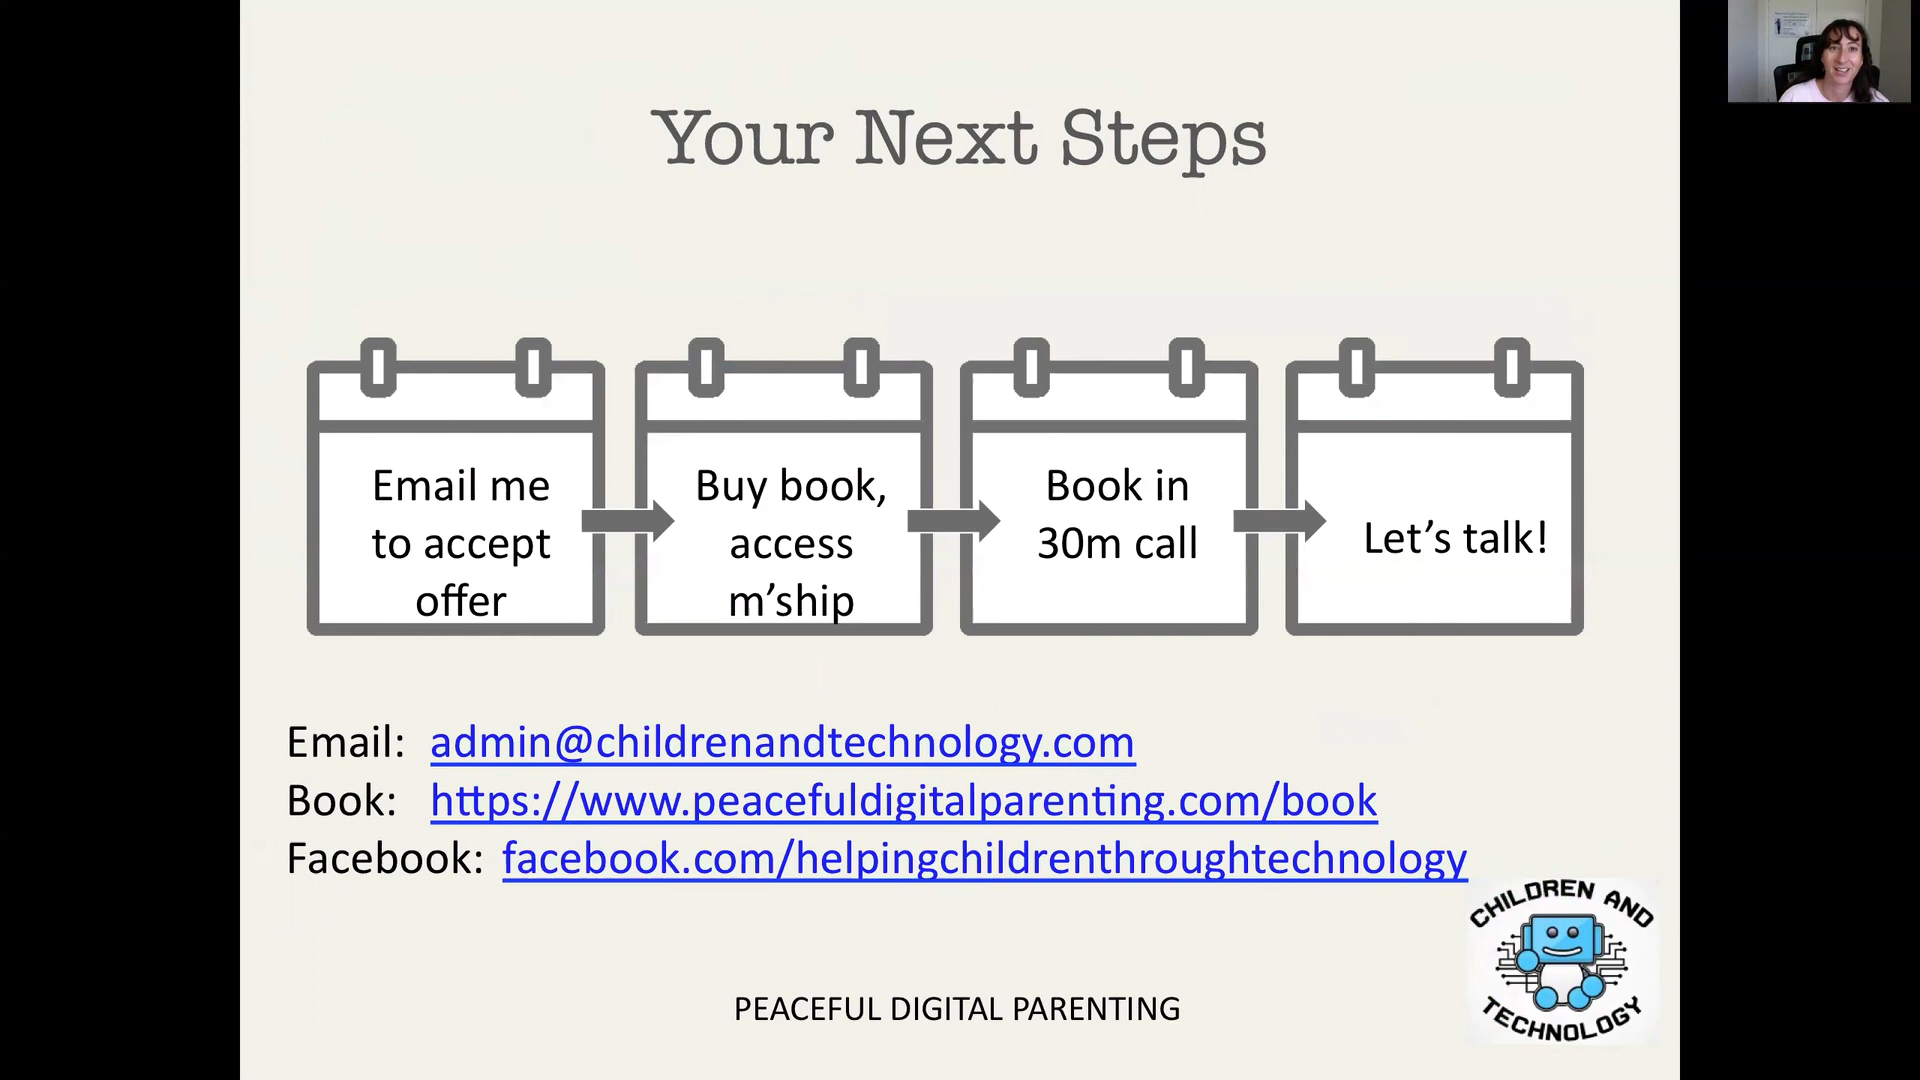 Your Next Steps
Email me
to accept
offer
Buy book,
access
m’ship
Book in
30m call
Let’s talk!
Email: admin@childrenandtechnology.com
Book: https://www.peacefuldigitalparenting.com/book
Facebook: facebook.com/helpingchildrenthroughtechnology
CHILDREN AND
TECHNOLOGY
PEACEFUL DIGITAL PARENTING